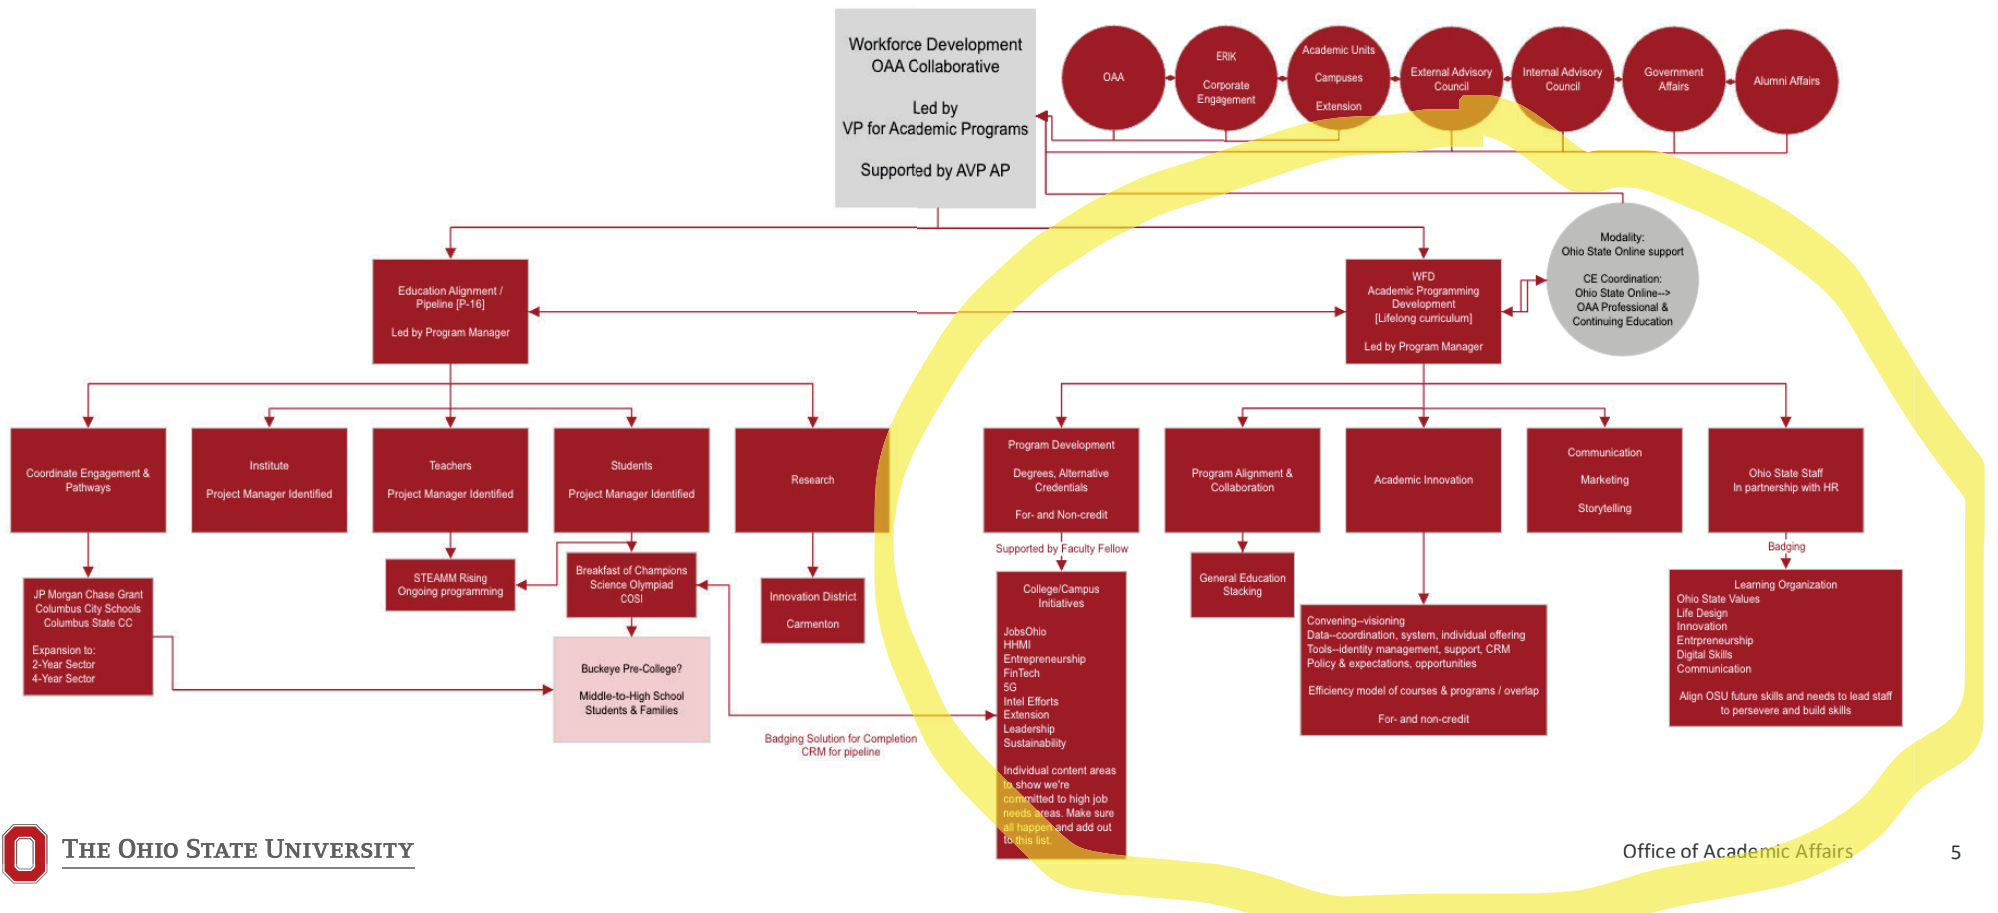 Workforce Development
OAA Collaborative
Led by
VP for Academic Programs
Supported by AVP AP
OAA
ERIK
Corporate
Engagement
Academic Units
Campuses
Extension
External Advisory
Council
Internal Advisory
Council
Government
Affairs
Alumni Affairs
Modality:
Ohio State Online support
CE Coordination:
Ohio State Online-->
OAA Professional &
Continuing Education
Education Alignment /
Pipeline [P-16]
Led by Program Manager
WFD
Academic Programming
Development
[Lifelong curriculum]
Led by Program Manager
Coordinate Engagement &
Pathways
Institute
Project Manager Identified
Teachers
Project Manager Identified
Students
Project Manager Identified
Research
Program Development
Degrees, Alternative
Credentials
For- and Non-credit
Program Alignment &
Collaboration
Academic Innovation
Communication
Marketing
Storytelling
Ohio State Staff
In partnership with HR
JP Morgan Chase Grant
Columbus City Schools
Columbus State CC
Expansion to:
2-Year Sector
4-Year Sector
STEAMM Rising
Ongoing programming
Breakfast of Champions
Science Olympiad
COSI
Innovation District
Carmenton
Buckeye Pre-College?
Middle-to-High School
Students & Families
Badging Solution for Completion
CRM for pipeline
Supported by Faculty Fellow
College/Campus
Initiatives
JobsOhio
HHMI
Entrepreneurship
FinTech
5G
Intel Efforts
Extension
Leadership
Sustainability
Individual content areas
to show we're
committed to high job
needs areas. Make sure
all happen and add out
to this list.
General Education
Stacking
Convening--visioning
Data--coordination, system, individual offering
Tools--identity management, support, CRM
Policy & expectations, opportunities
Efficiency model of courses & programs / overlap
For- and non-credit
Badging
Learning Organization
Ohio State Values
Life Design
Innovation
Entrpreneurship
Digital Skills
Communication
Align OSU future skills and needs to lead staff
to persevere and build skills
THE OHIO STATE UNIVERSITY
Office of Academic Affairs
5